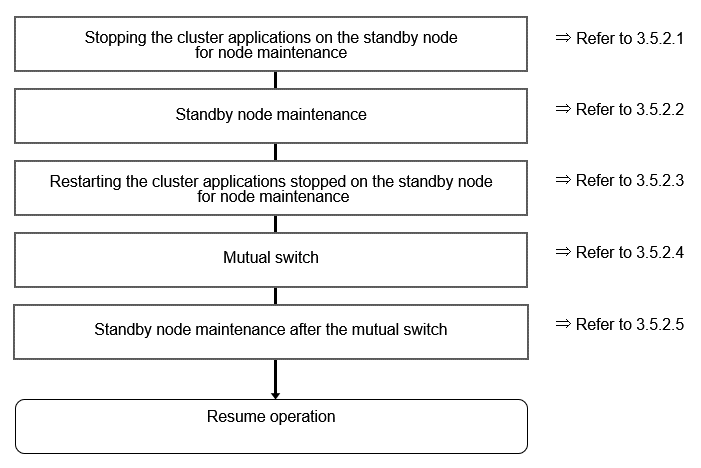 Stopping the cluster applications on the standby node
for node maintenance
⇒ Refer to 3.5.2.1
Standby node maintenance
⇒ Refer to 3.5.2.2
Restarting the cluster applications stopped on the standby node
for node maintenance
⇒ Refer to 3.5.2.3
Mutual switch
⇒ Refer to 3.5.2.4
Standby node maintenance after the mutual switch
⇒ Refer to 3.5.2.5
Resume operation